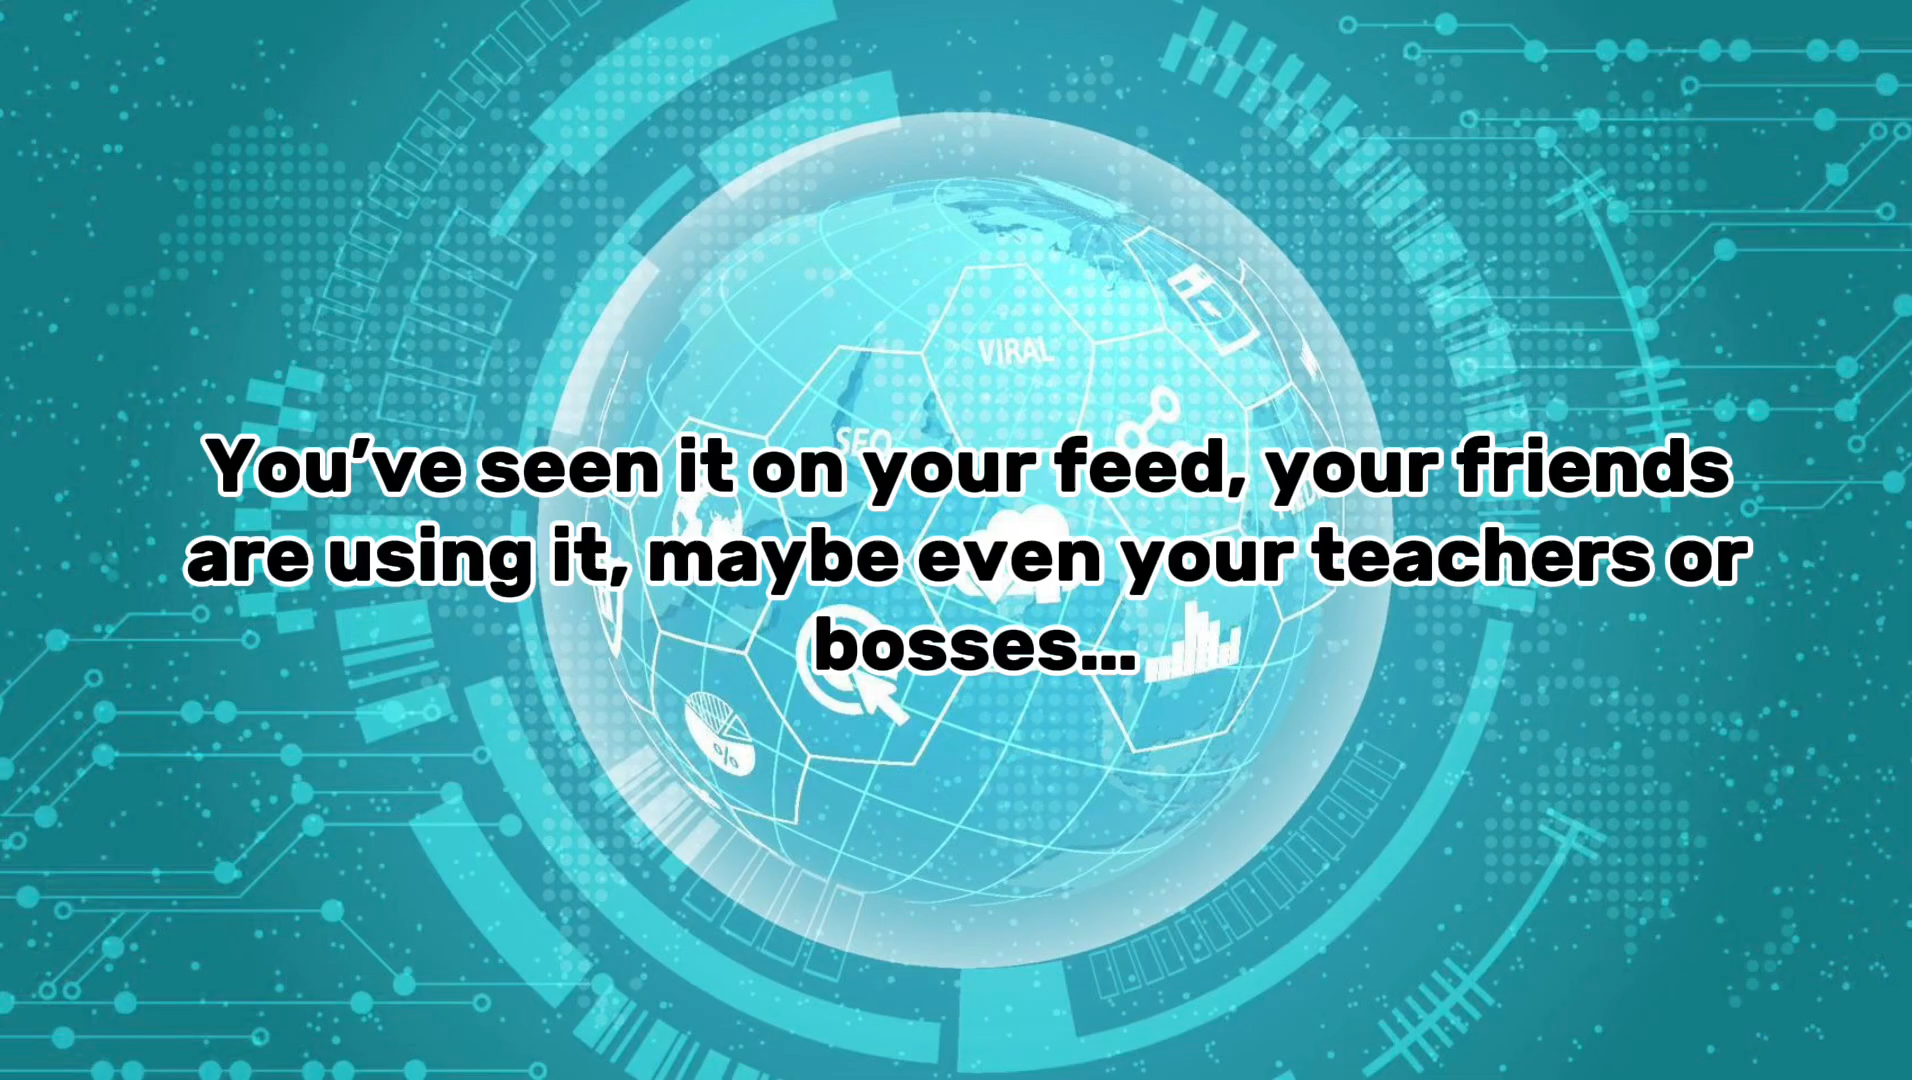 VIRAL
SEO
You’ve seen it on your feed, your friends
are using it, maybe even your teachers or
bosses...
%